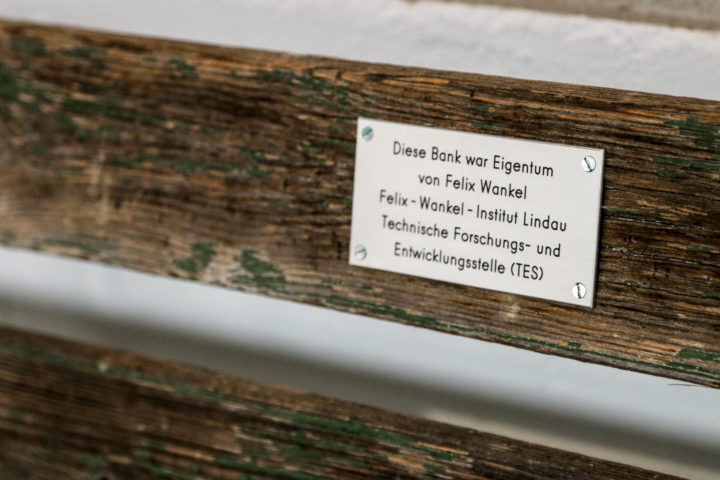 Diese Bank war Eigentum
von Felix Wankel
Felix-Wankel-Institut Lindau
Technische Forschungs- und
Entwicklungsstelle (TES)